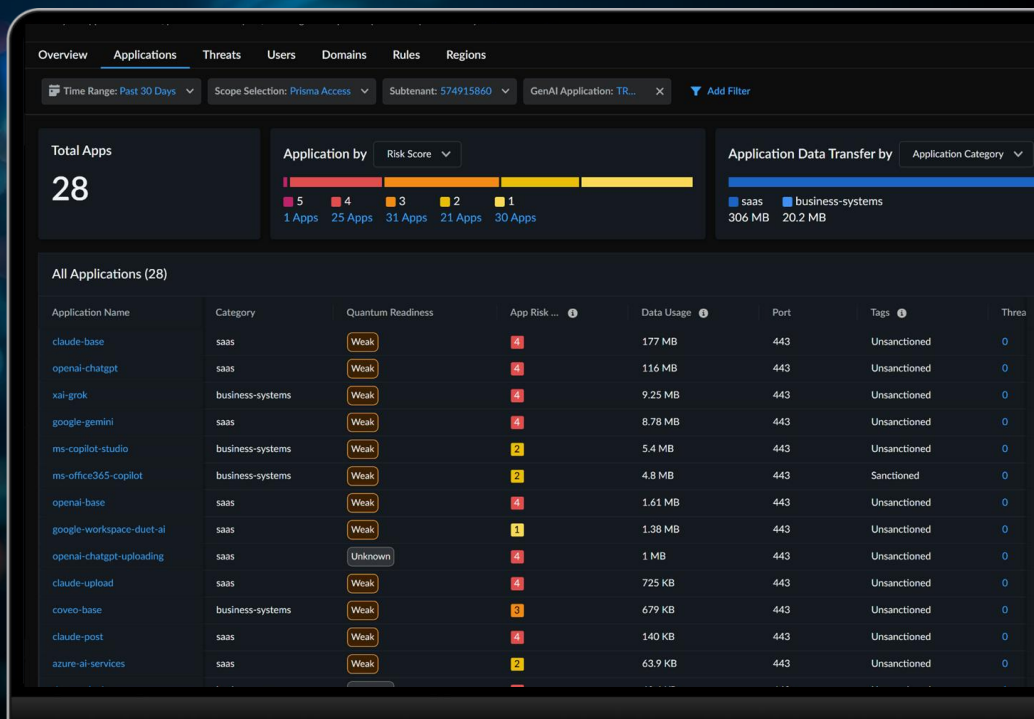 Overview Applications Threats Users Domains Rules Regions
Time Range: Past 30 Days Scope Selection: Prisma Access Subtenant: 574915860 GenAI Application: TR... Add Filter
Total Apps
28
Application by Risk Score
5 4 3 2 1
1 Apps 25 Apps 31 Apps 21 Apps 30 Apps
Application Data Transfer by Application Category
saas business-systems
306 MB 20.2 MB
All Applications (28)
Application Name Category Quantum Readiness App Risk ... Data Usage Port Tags Threa
claude-base saas Weak 4 177 MB 443 Unsanctioned 0
openai-chatgpt saas Weak 4 116 MB 443 Unsanctioned 0
xai-grok business-systems Weak 4 9.25 MB 443 Unsanctioned 0
google-gemini saas Weak 4 8.78 MB 443 Unsanctioned 0
ms-copilot-studio business-systems Weak 2 5.4 MB 443 Unsanctioned 0
ms-office365-copilot business-systems Weak 2 4.8 MB 443 Sanctioned 0
openai-base saas Weak 4 1.61 MB 443 Unsanctioned 0
google-workspace-duet-ai saas Weak 1 1.38 MB 443 Unsanctioned 0
openai-chatgpt-uploading saas Unknown 4 1 MB 443 Unsanctioned 0
claude-upload saas Weak 4 725 KB 443 Unsanctioned 0
coveo-base business-systems Weak 3 679 KB 443 Unsanctioned 0
claude-post saas Weak 4 140 KB 443 Unsanctioned 0
azure-ai-services saas Weak 2 63.9 KB 443 Unsanctioned 0